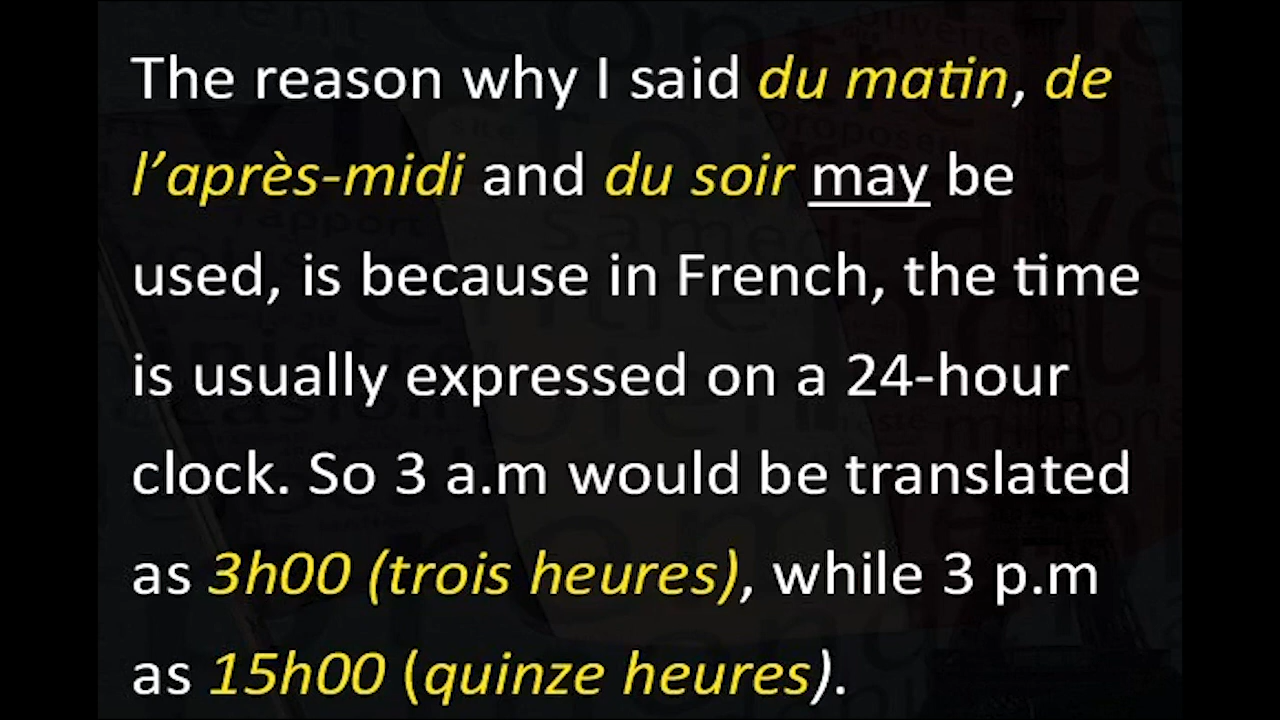 The reason why I said du matin, de
l’après-midi and du soir may be
used, is because in French, the time
is usually expressed on a 24-hour
clock. So 3 a.m would be translated
as 3h00 (trois heures), while 3 p.m
as 15h00 (quinze heures).